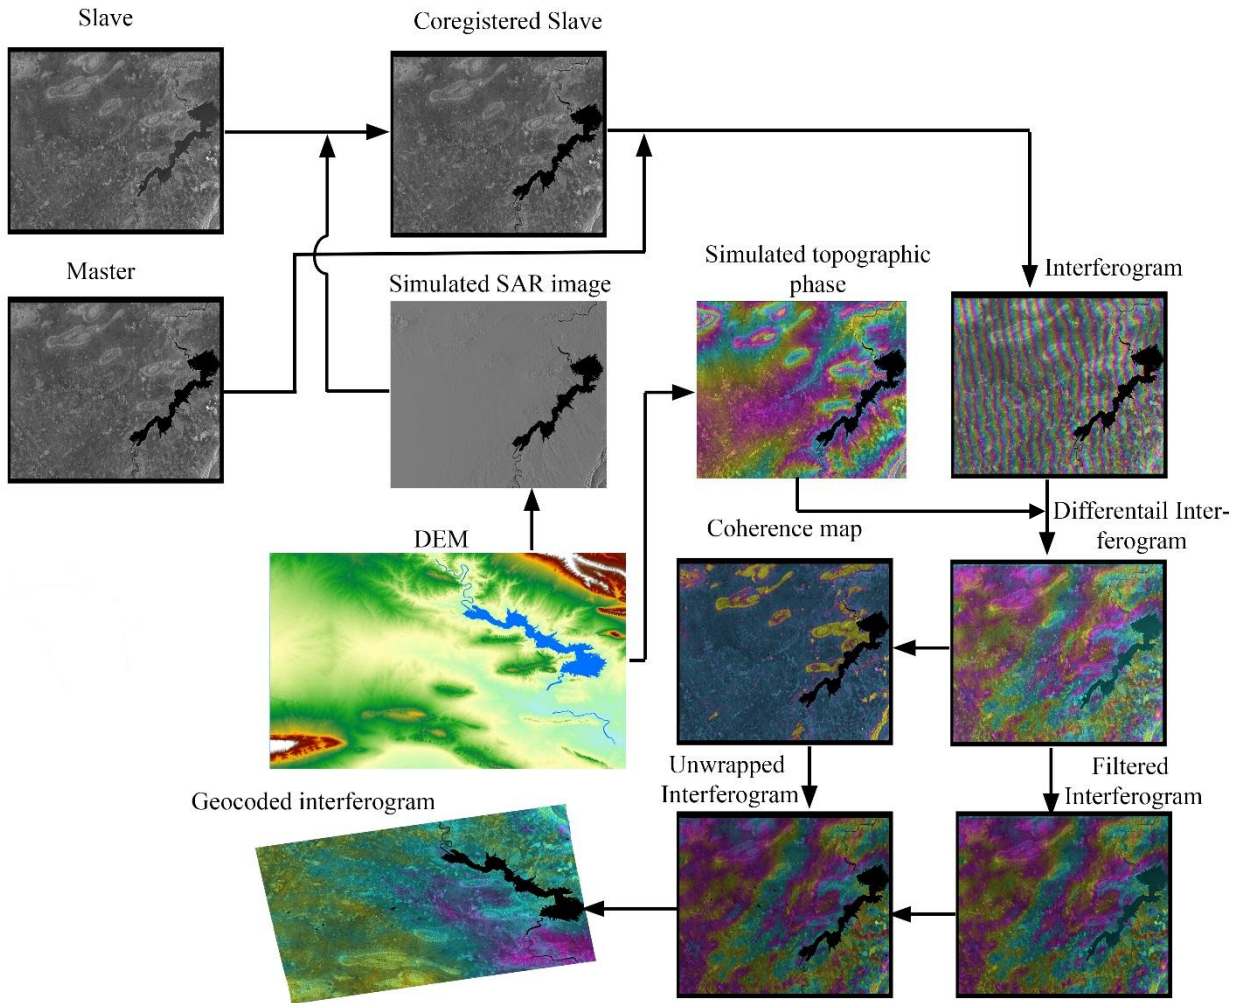 Slave
Coregistered Slave
Master
Simulated SAR image
Simulated topographic
phase
Interferogram
DEM
Coherence map
Differentail Inter-
ferogram
Unwrapped
Interferogram
Filtered
Interferogram
Geocoded interferogram